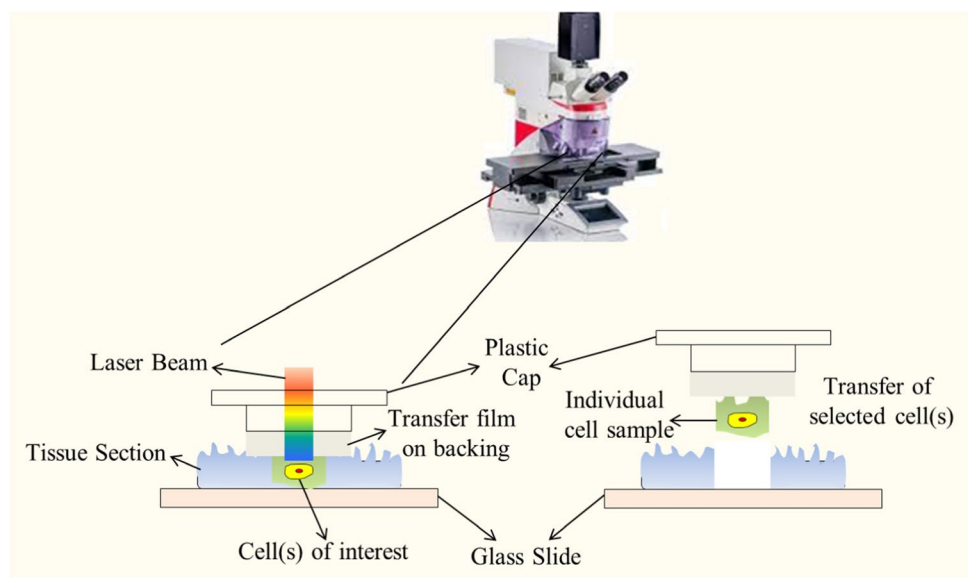 Laser Beam
Plastic
Cap
Transfer film
on backing
Tissue Section
Cell(s) of interest
Glass Slide
Individual
cell sample
Transfer of
selected cell(s)